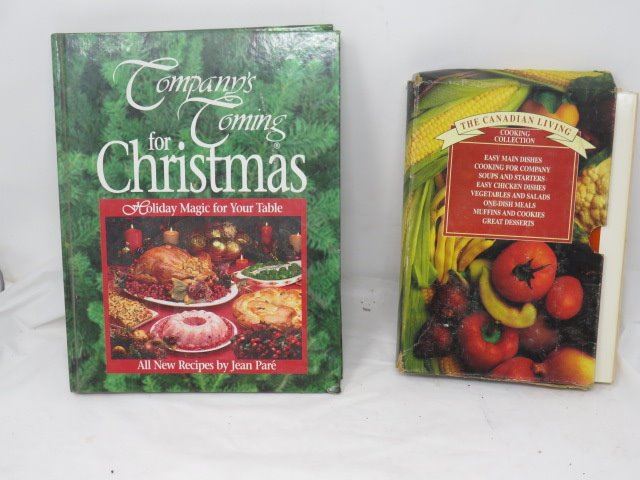 Company's
Coming®
for
Christmas
Holiday Magic for Your Table
All New Recipes by Jean Paré
THE CANADIAN LIVING
COOKING
COLLECTION
EASY MAIN DISHES
COOKING FOR COMPANY
SOUPS AND STARTERS
EASY CHICKEN DISHES
VEGETABLES AND SALADS
ONE-DISH MEALS
MUFFINS AND COOKIES
GREAT DESSERTS